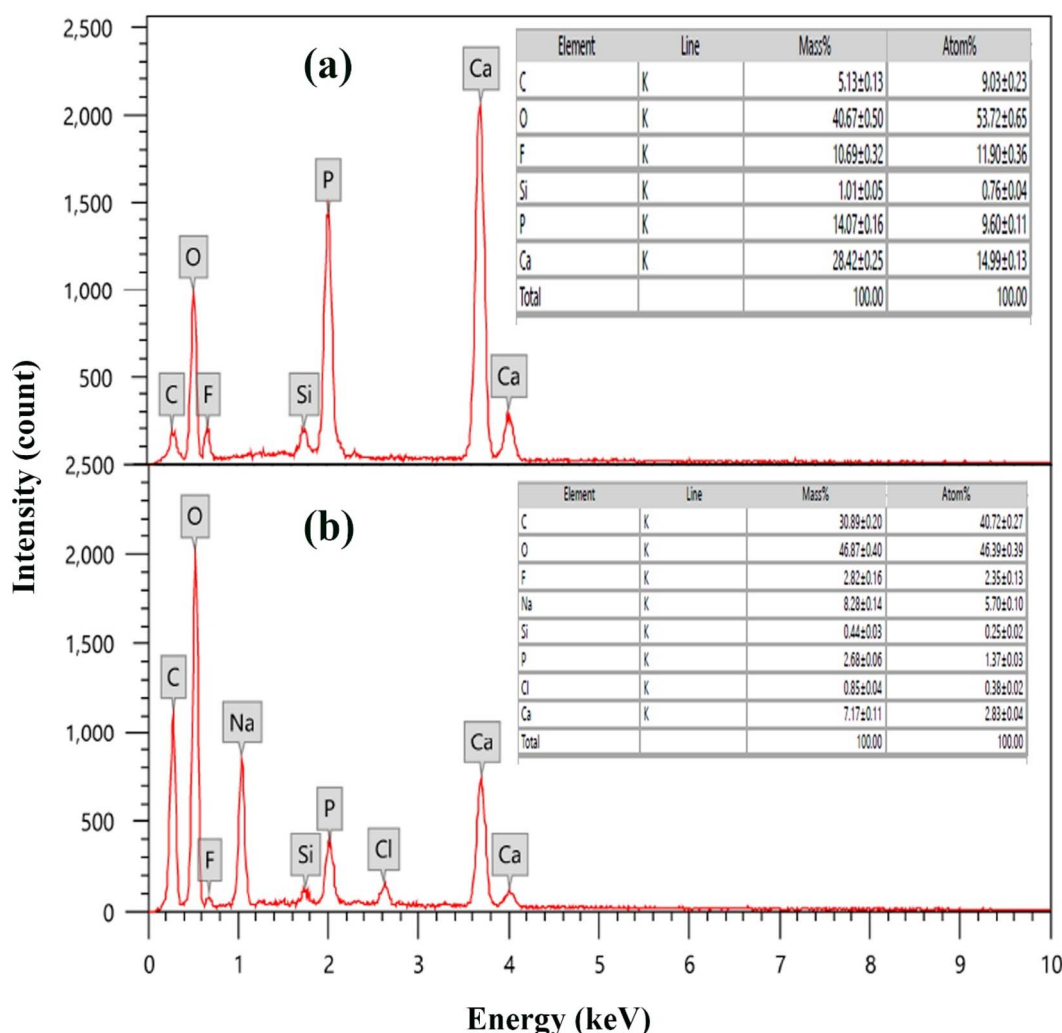 2,500
2,000
1,500
1,000
500
(a)
C
O
F
Si
P
Ca
Ca
Element Line Mass% Atom%
C K 5.13±0.13 9.03±0.23
O K 40.67±0.50 53.72±0.65
F K 10.69±0.32 11.90±0.36
Si K 1.01±0.05 0.76±0.04
P K 14.07±0.16 9.60±0.11
Ca K 28.42±0.25 14.99±0.13
Total 100.00 100.00
Intensity (count)
2,500
2,000
1,500
1,000
500
0
(b)
C
O
F
Na
Si
P
Cl
Ca
Ca
Element Line Mass% Atom%
C K 30.89±0.20 40.72±0.27
O K 46.87±0.40 46.39±0.39
F K 2.82±0.16 2.35±0.13
Na K 8.28±0.14 5.70±0.10
Si K 0.44±0.03 0.25±0.02
P K 2.68±0.06 1.37±0.03
Cl K 0.85±0.04 0.38±0.02
Ca K 7.17±0.11 2.83±0.04
Total 100.00 100.00
0 1 2 3 4 5 6 7 8 9 10
Energy (keV)